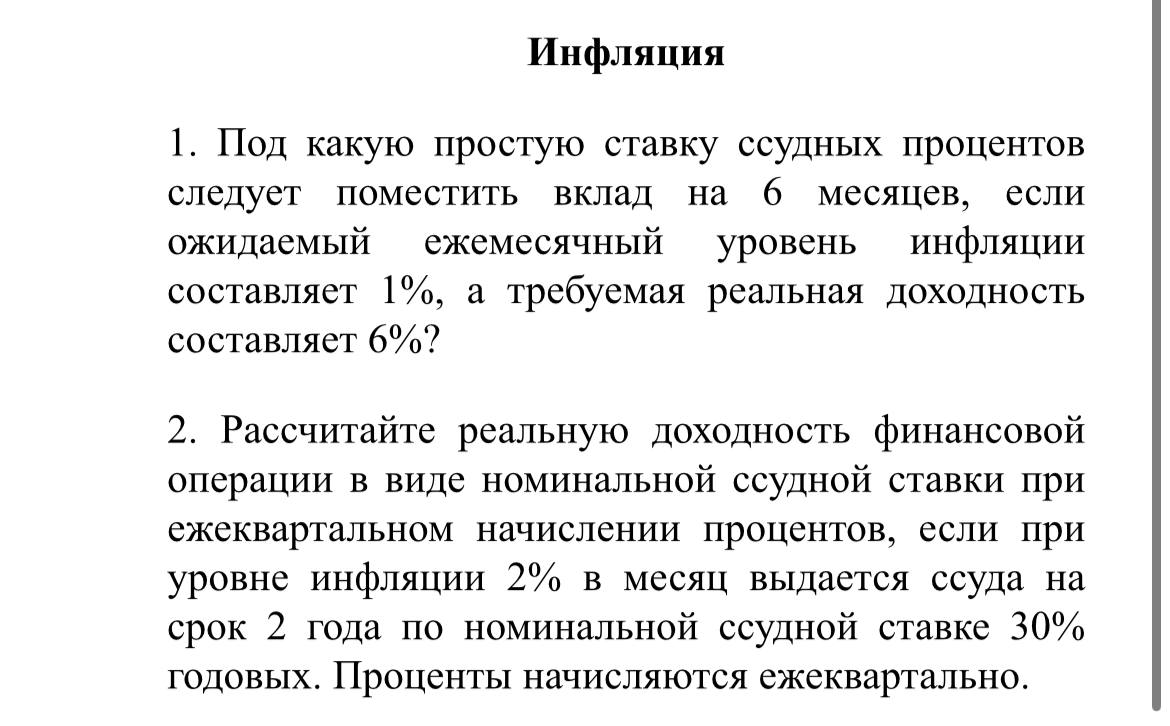 Инфляция
1. Под какую простую ставку ссудных процентов
следует поместить вклад на 6 месяцев, если
ожидаемый ежемесячный уровень инфляции
составляет 1%, а требуемая реальная доходность
составляет 6%?
2. Рассчитайте реальную доходность финансовой
операции в виде номинальной ссудной ставки при
ежеквартальном начислении процентов, если при
уровне инфляции 2% в месяц выдается ссуда на
срок 2 года по номинальной ссудной ставке 30%
годовых. Проценты начисляются ежеквартально.